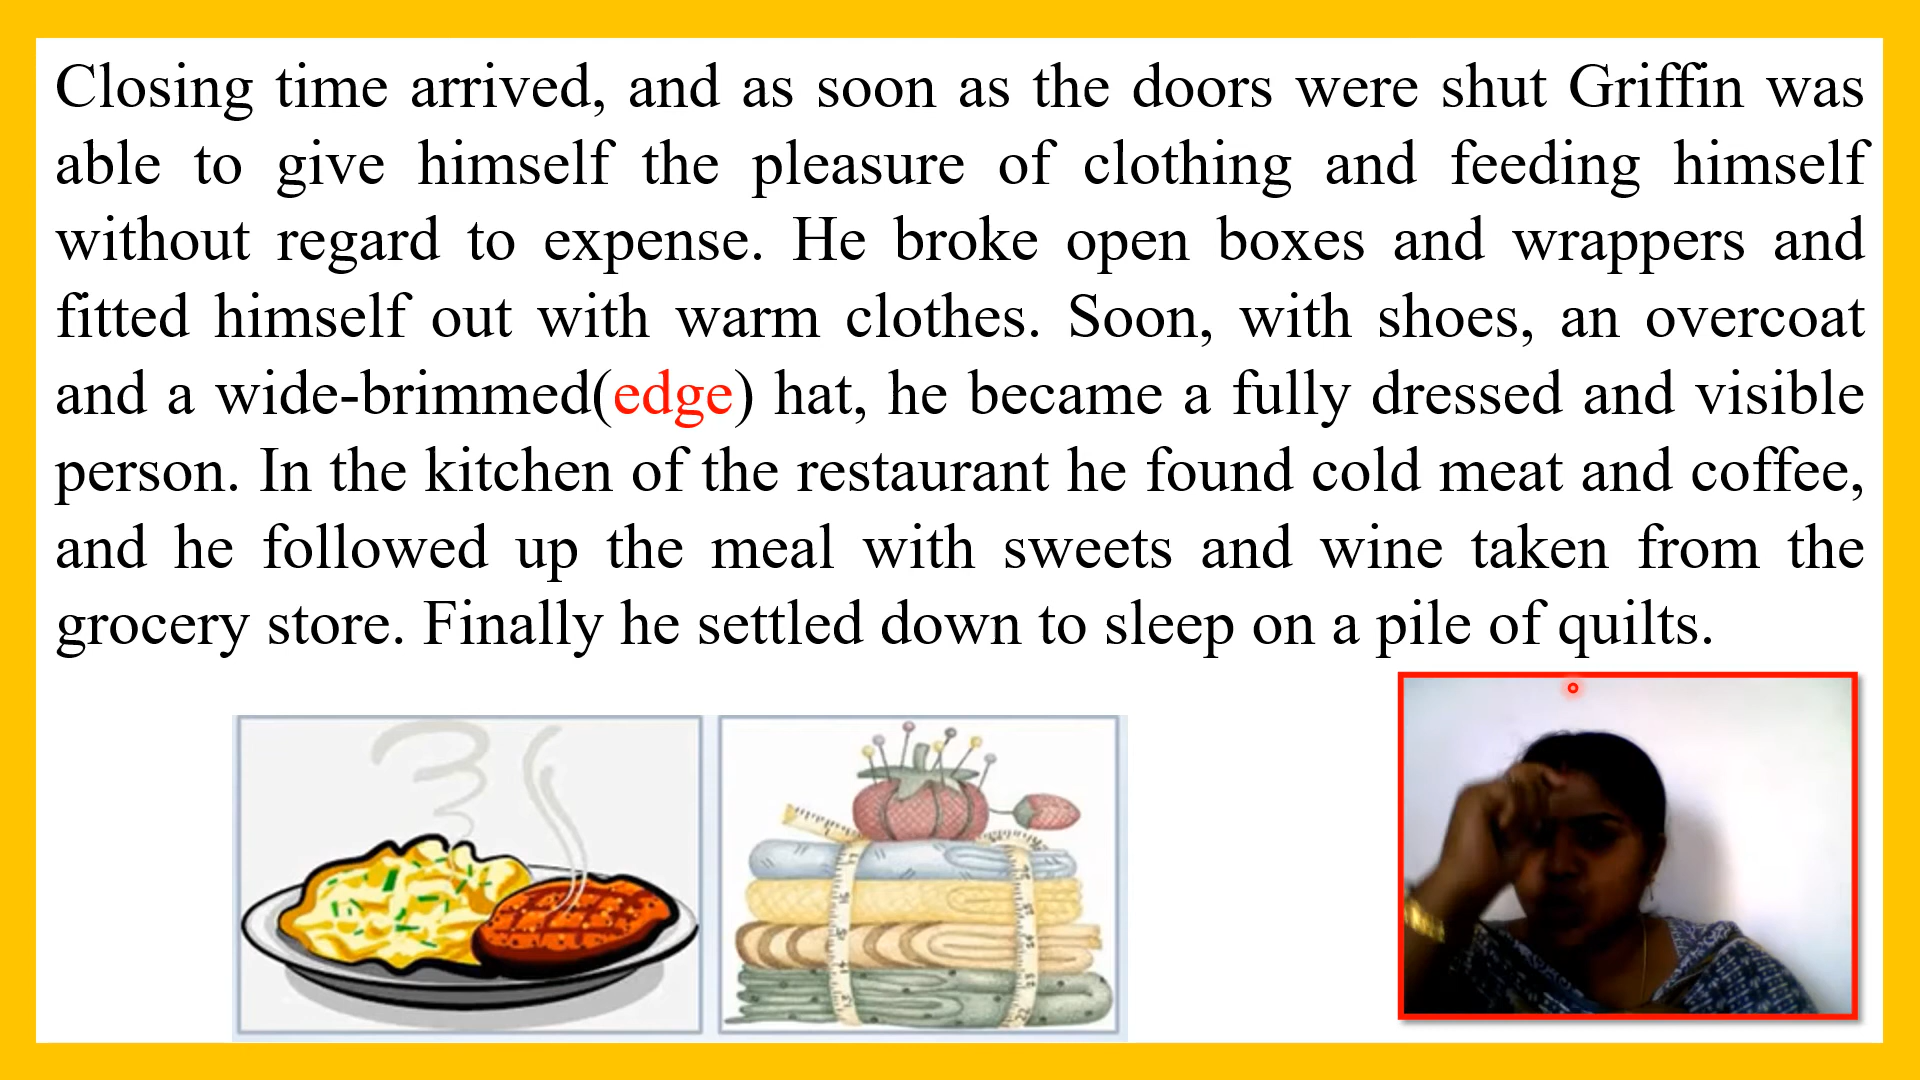 Closing time arrived, and as soon as the doors were shut Griffin was
able to give himself the pleasure of clothing and feeding himself
without regard to expense. He broke open boxes and wrappers and
fitted himself out with warm clothes. Soon, with shoes, an overcoat
and a wide-brimmed(edge) hat, he became a fully dressed and visible
person. In the kitchen of the restaurant he found cold meat and coffee,
and he followed up the meal with sweets and wine taken from the
grocery store. Finally he settled down to sleep on a pile of quilts.